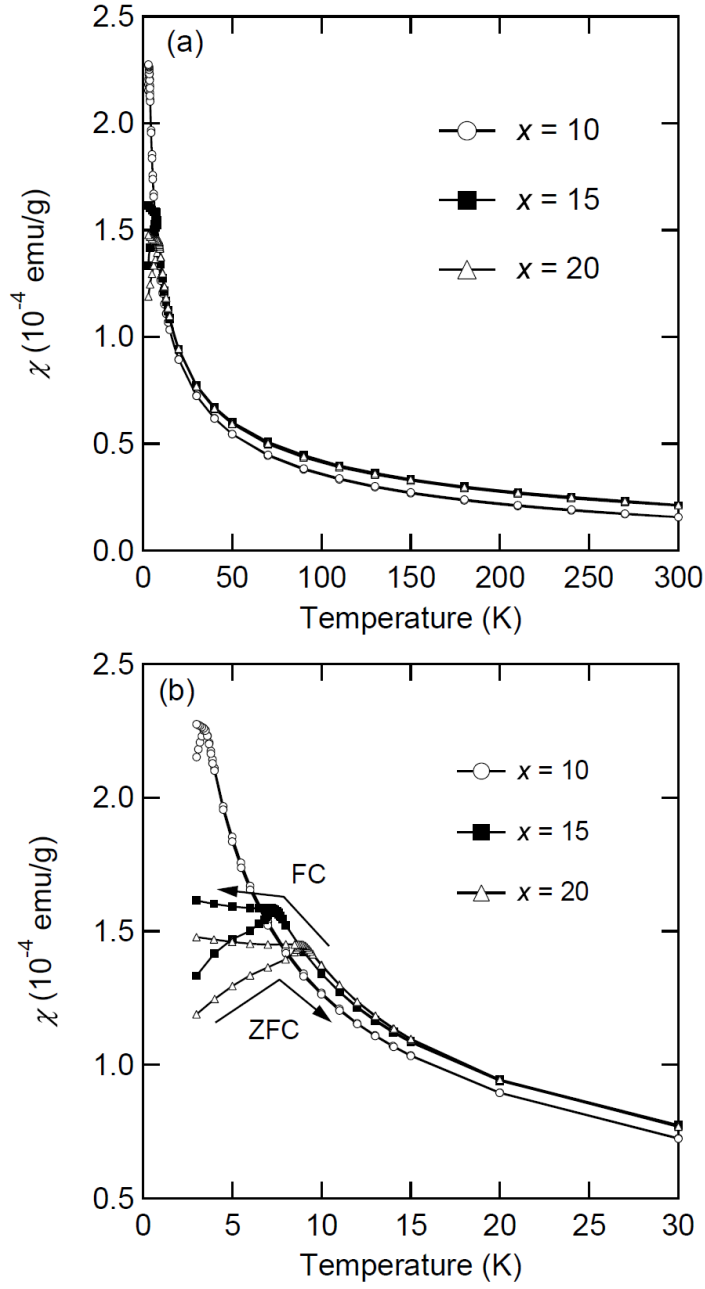 (a)
2.5
2.0
1.5
1.0
0.5
0.0
χ (10⁻⁴ emu/g)
x = 10
x = 15
x = 20
0 50 100 150 200 250 300
Temperature (K)
(b)
2.5
2.0
1.5
1.0
0.5
χ (10⁻⁴ emu/g)
x = 10
x = 15
x = 20
FC
ZFC
0 5 10 15 20 25 30
Temperature (K)